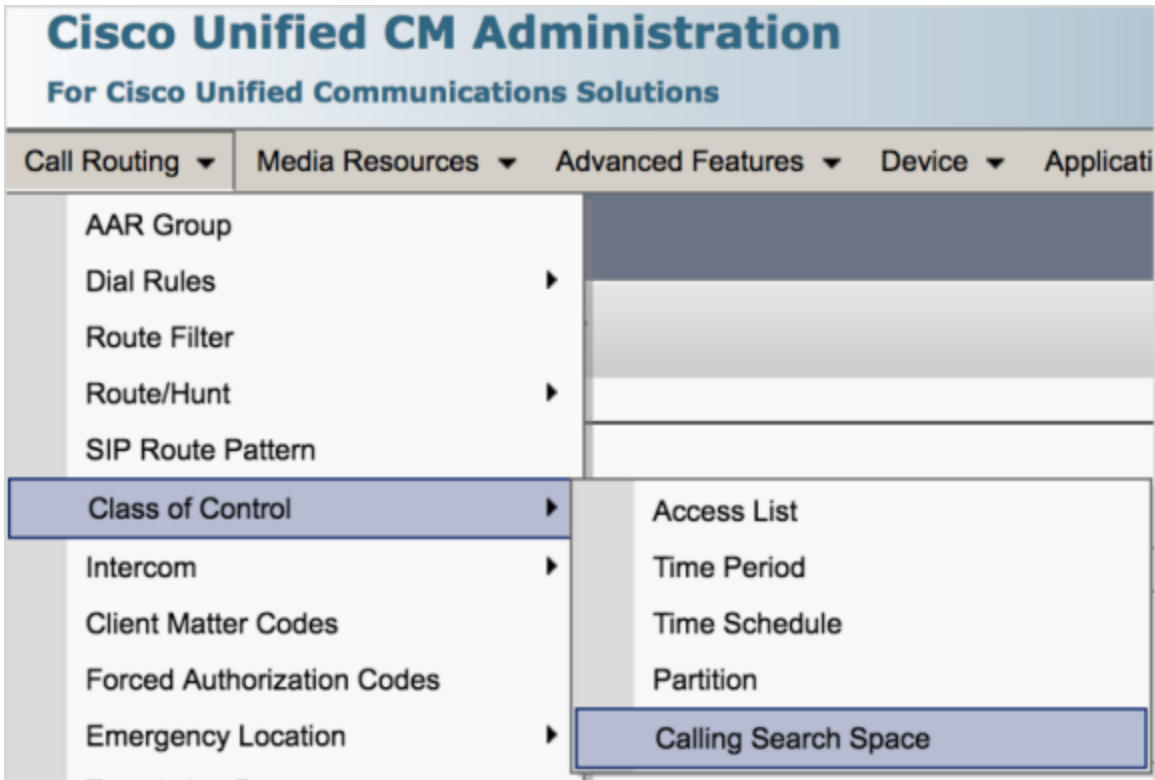 Cisco Unified CM Administration
For Cisco Unified Communications Solutions
Call Routing Media Resources Advanced Features Device Applicati
AAR Group
Dial Rules
Route Filter
Route/Hunt
SIP Route Pattern
Class of Control
Intercom
Client Matter Codes
Forced Authorization Codes
Emergency Location
Access List
Time Period
Time Schedule
Partition
Calling Search Space